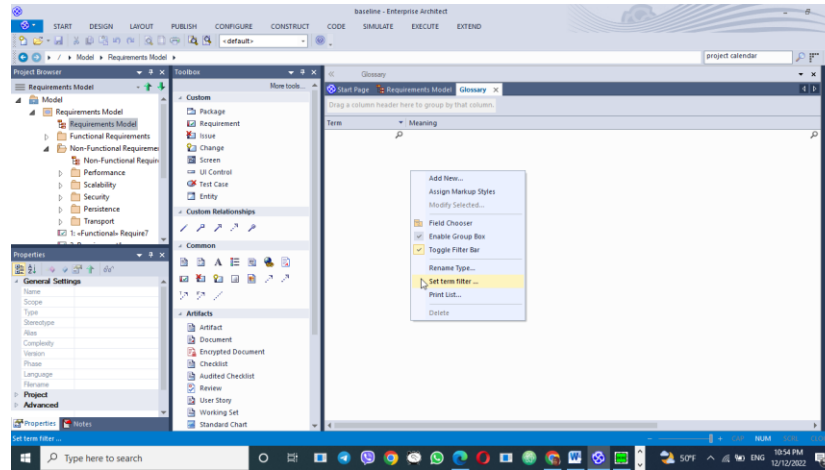 baseline - Enterprise Architect
START DESIGN LAYOUT PUBLISH CONFIGURE CONSTRUCT CODE SIMULATE EXECUTE EXTEND
<default>
Model Requirements Model
project calendar
Project Browser
Requirements Model
Model
Requirements Model
Requirements Model
Functional Requirements
Non-Functional Requiremen
Non-Functional Require
Performance
Scalability
Security
Persistence
Transport
1: «Functional» Require7
Properties
General Settings
Name
Scope
Type
Stereotype
Alias
Complexity
Version
Phase
Language
Filename
Project
Advanced
Properties Notes
Toolbox
More tools...
Custom
Package
Requirement
Issue
Change
Screen
UI Control
Test Case
Entity
Custom Relationships
Common
Artifacts
Artifact
Document
Encrypted Document
Checklist
Audited Checklist
Review
User Story
Working Set
Standard Chart
Glossary
Start Page Requirements Model Glossary
Drag a column header here to group by that column.
Term Meaning
Add New...
Assign Markup Styles
Modify Selected...
Field Chooser
Enable Group Box
Toggle Filter Bar
Rename Type...
Set term filter ...
Print List...
Delete
Set term filter ...
CAP NUM SCRL CLO
Type here to search
50°F
ENG
10:54 PM
12/12/2022